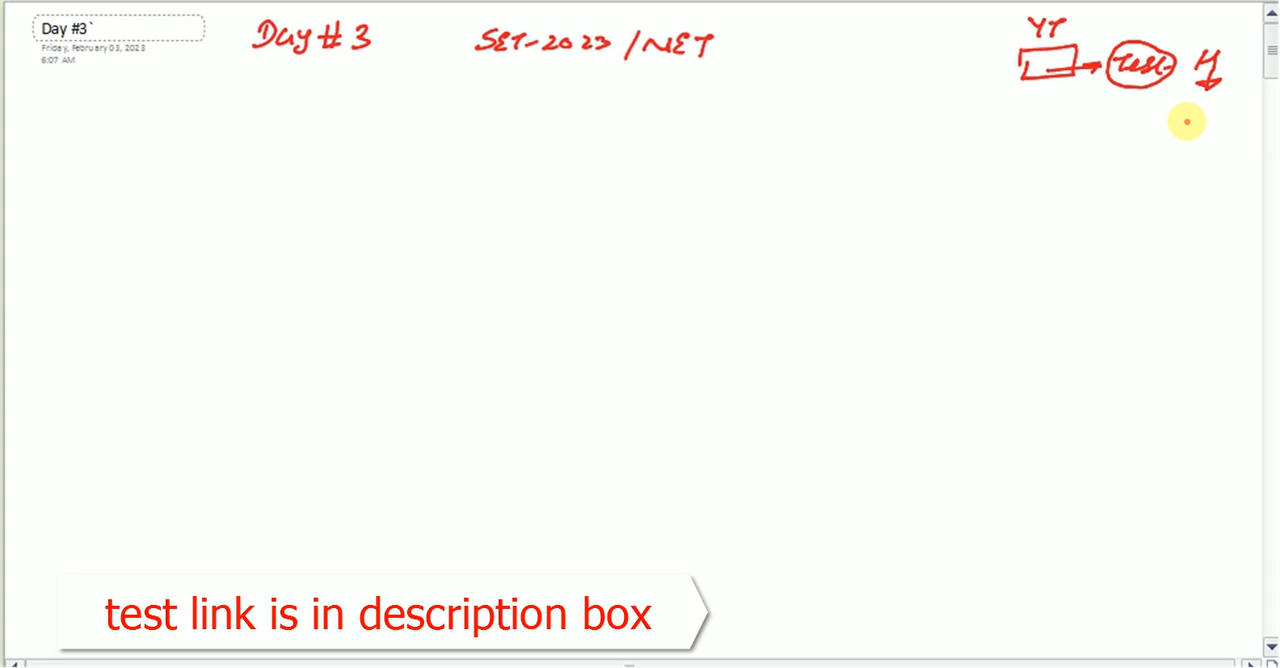 Day #3`
Friday, February 03, 2023
6:07 AM
Day # 3 SET-2023 / NET
YT
Test
test link is in description box